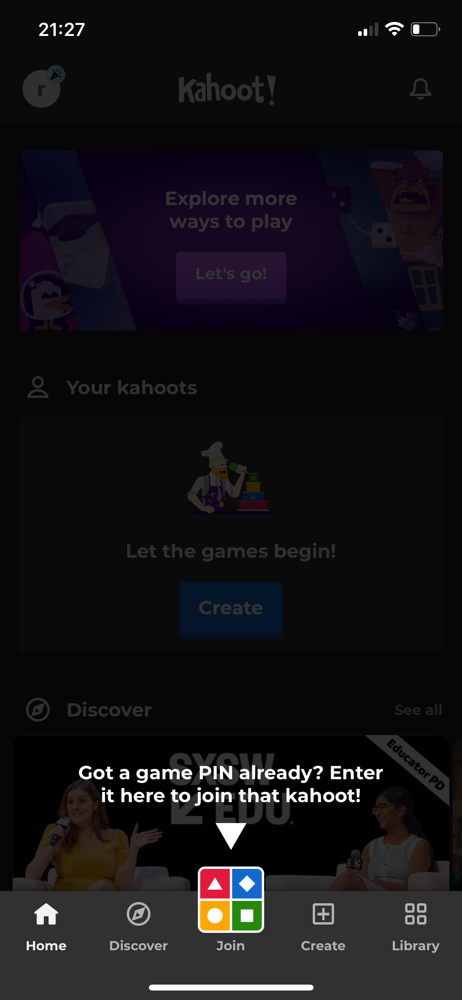 21:27
r
Kahoot!
Explore more
ways to play
Let's go!
?
3
Your kahoots
Let the games begin!
Create
Discover
See all
Educator PD
SXSW
EDU
Got a game PIN already? Enter
it here to join that kahoot!
Home
Discover
Join
Create
Library